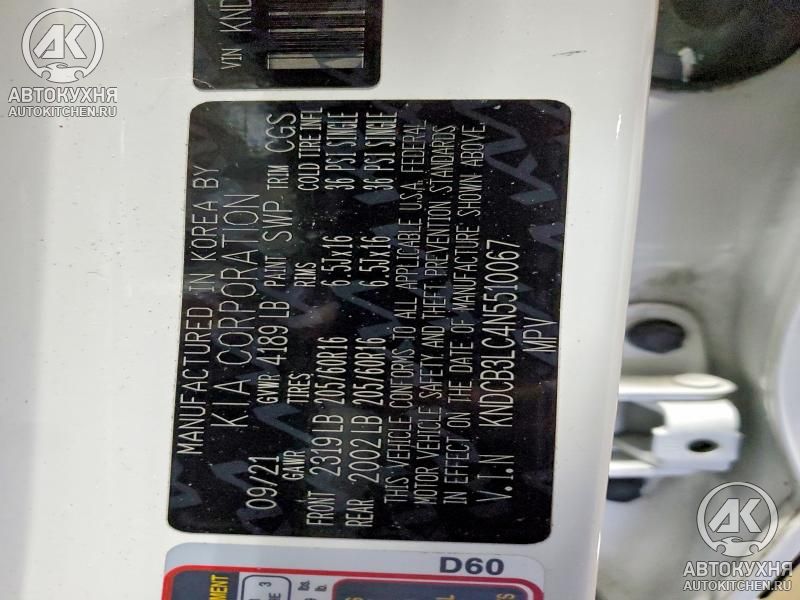 АК
АВТОКУХНЯ
AUTOKITCHEN.RU
VIN KND
MANUFACTURED IN KOREA BY
KIA CORPORATION
09/21 GVWR 4189 LB PAINT SWP TRIM CGS
GAWR TIRES RIMS COLD TIRE INFL
FRONT 2319 LB 205/60R16 6.5Jx16 36 PSI SINGLE
REAR 2002 LB 205/60R16 6.5Jx16 36 PSI SINGLE
THIS VEHICLE CONFORMS TO ALL APPLICABLE U.S.A. FEDERAL
MOTOR VEHICLE SAFETY AND THEFT PREVENTION STANDARDS
IN EFFECT ON THE DATE OF MANUFACTURE SHOWN ABOVE.
V.I.N KNDCB3LC4N5510067
MPV
D60
АК
АВТОКУХНЯ
AUTOKITCHEN.RU